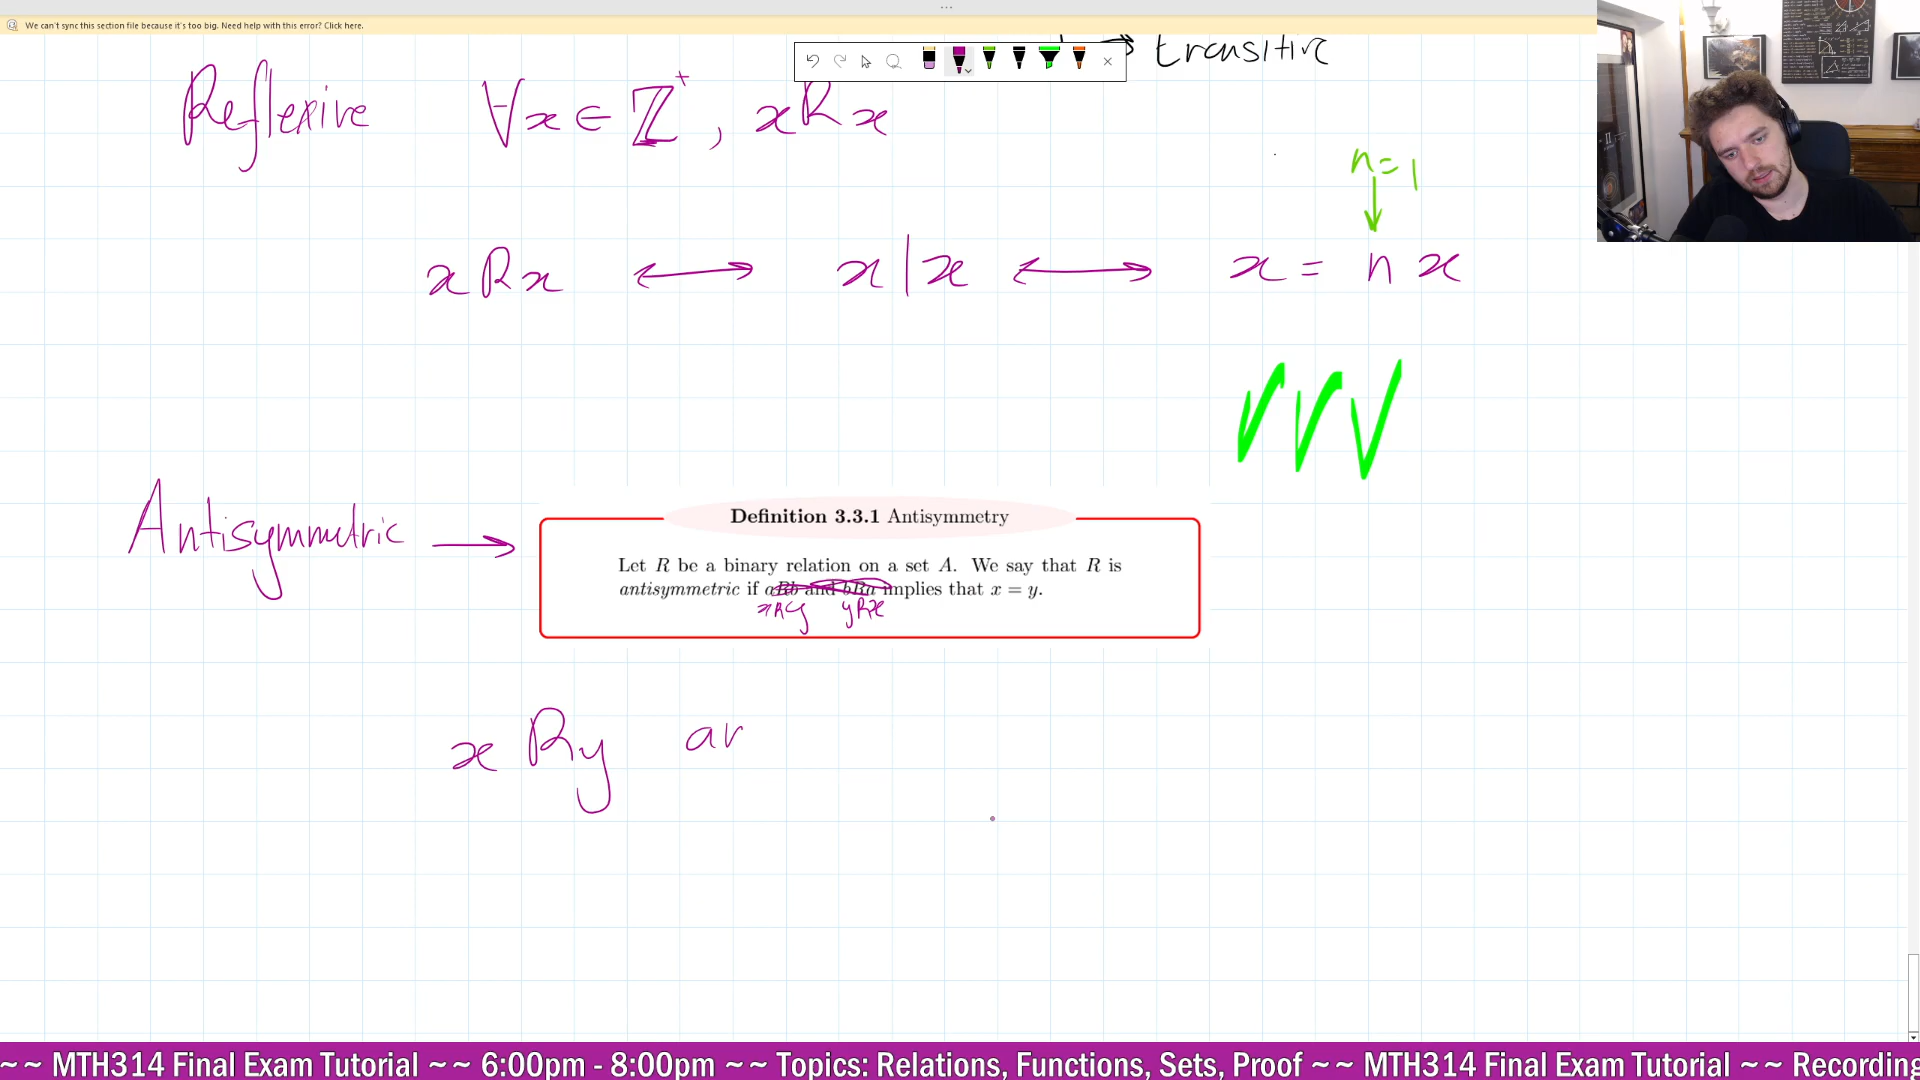 We can't sync this section file because it's too big. Need help with this error? Click here.
transitive
Reflexive ∀x ∈ ℤ⁺, xRx
n=1
xRx ⟷ x|x ⟷ x = nx
Antisymmetric →
Definition 3.3.1 Antisymmetry
Let R be a binary relation on a set A. We say that R is
antisymmetric if aRb and bRa implies that x = y.
xRy yRx
xRy an
~~ MTH314 Final Exam Tutorial ~~ 6:00pm - 8:00pm ~~ Topics: Relations, Functions, Sets, Proof ~~ MTH314 Final Exam Tutorial ~~ Recording